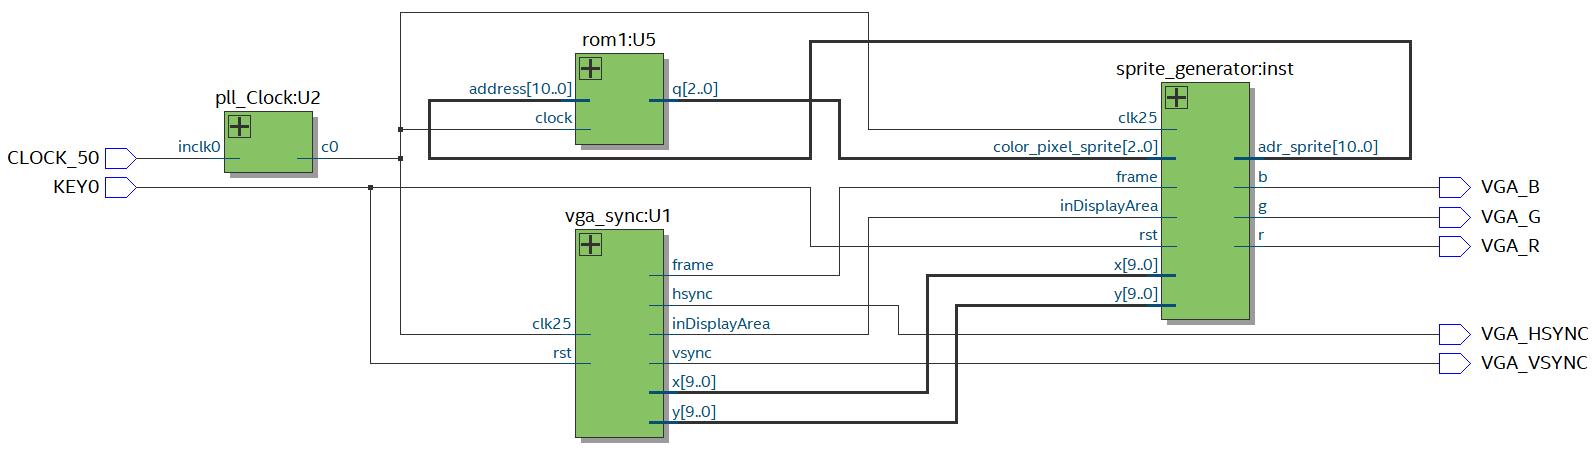 rom1:U5
address[10..0]
q[2..0]
clock
sprite_generator:inst
clk25
color_pixel_sprite[2..0]
adr_sprite[10..0]
frame
b
inDisplayArea
g
rst
r
x[9..0]
y[9..0]
pll_Clock:U2
CLOCK_50
inclk0
c0
KEY0
vga_sync:U1
frame
hsync
clk25
inDisplayArea
rst
vsync
x[9..0]
y[9..0]
VGA_B
VGA_G
VGA_R
VGA_HSYNC
VGA_VSYNC